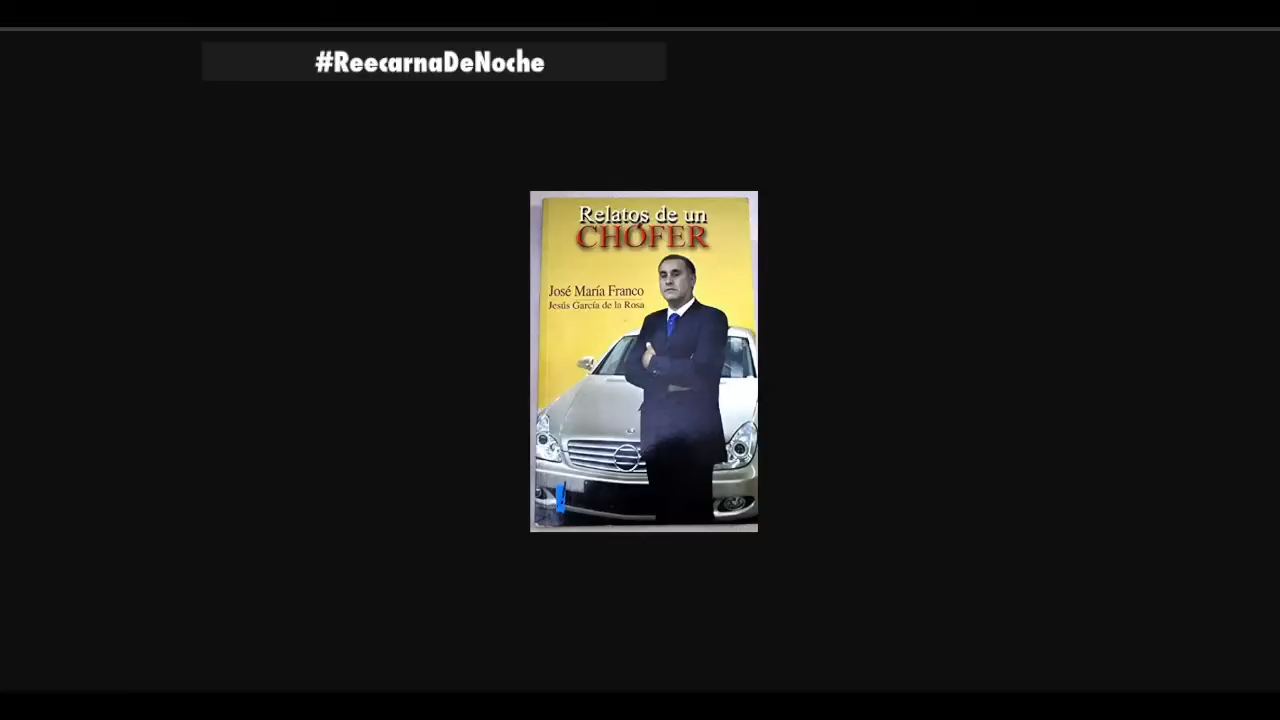 #ReecarnaDeNoche
Relatos de un
CHÓFER
José María Franco
Jesús García de la Rosa